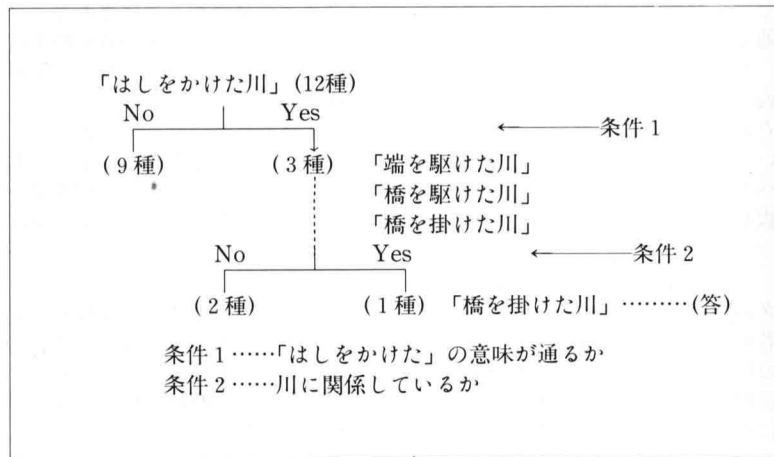 「はしをかけた川」(12種)
No Yes ←条件1
(9種) (3種) 「端を駆けた川」
「橋を駆けた川」
「橋を掛けた川」
No Yes ←条件2
(2種) (1種) 「橋を掛けた川」………(答)
条件1……「はしをかけた」の意味が通るか
条件2……川に関係しているか